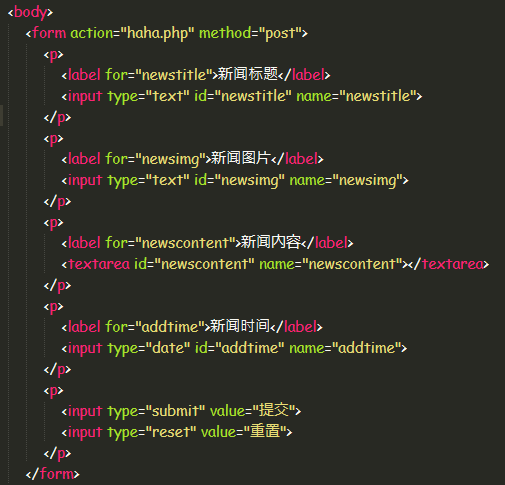 <body>
<form action="haha.php" method="post">
<p>
<label for="newstitle">新闻标题</label>
<input type="text" id="newstitle" name="newstitle">
</p>
<p>
<label for="newsimg">新闻图片</label>
<input type="text" id="newsimg" name="newsimg">
</p>
<p>
<label for="newscontent">新闻内容</label>
<textarea id="newscontent" name="newscontent"></textarea>
</p>
<p>
<label for="addtime">新闻时间</label>
<input type="date" id="addtime" name="addtime">
</p>
<p>
<input type="submit" value="提交">
<input type="reset" value="重置">
</p>
</form>